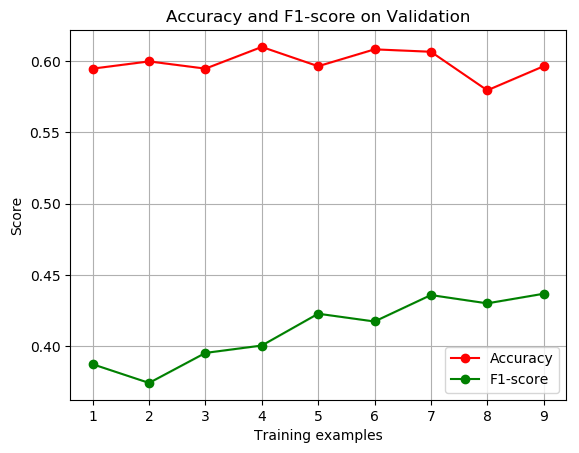 Accuracy and F1-score on Validation
0.60
0.55
0.50
0.45
0.40
Score
1 2 3 4 5 6 7 8 9
Training examples
Accuracy
F1-score